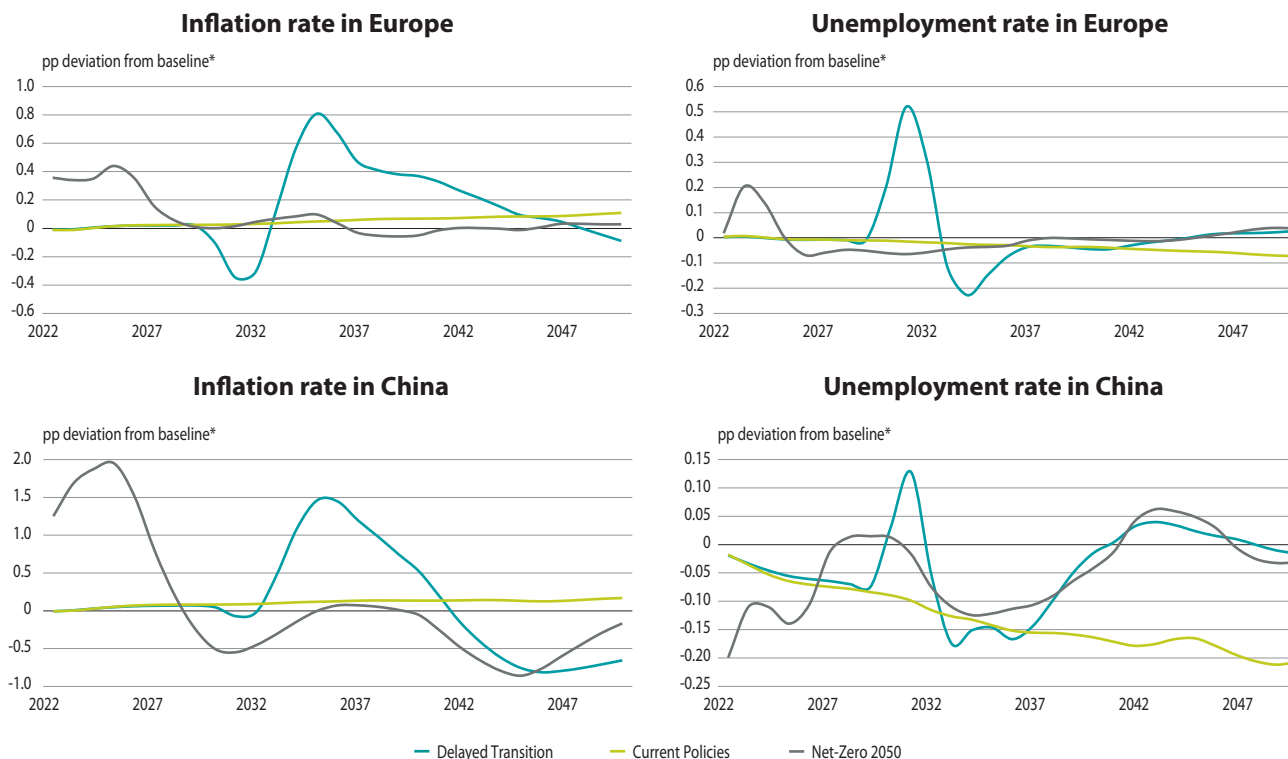 Inflation rate in Europe
pp deviation from baseline*
1.0
0.8
0.6
0.4
0.2
0
-0.2
-0.4
-0.6
2022 2027 2032 2037 2042 2047
Unemployment rate in Europe
pp deviation from baseline*
0.6
0.5
0.4
0.3
0.2
0.1
0
-0.1
-0.2
-0.3
2022 2027 2032 2037 2042 2047
Inflation rate in China
pp deviation from baseline*
2.0
1.5
1.0
0.5
0
-0.5
-1.0
2022 2027 2032 2037 2042 2047
Unemployment rate in China
pp deviation from baseline*
0.15
0.10
0.05
0
-0.05
-0.10
-0.15
-0.20
-0.25
2022 2027 2032 2037 2042 2047
Delayed Transition Current Policies Net-Zero 2050